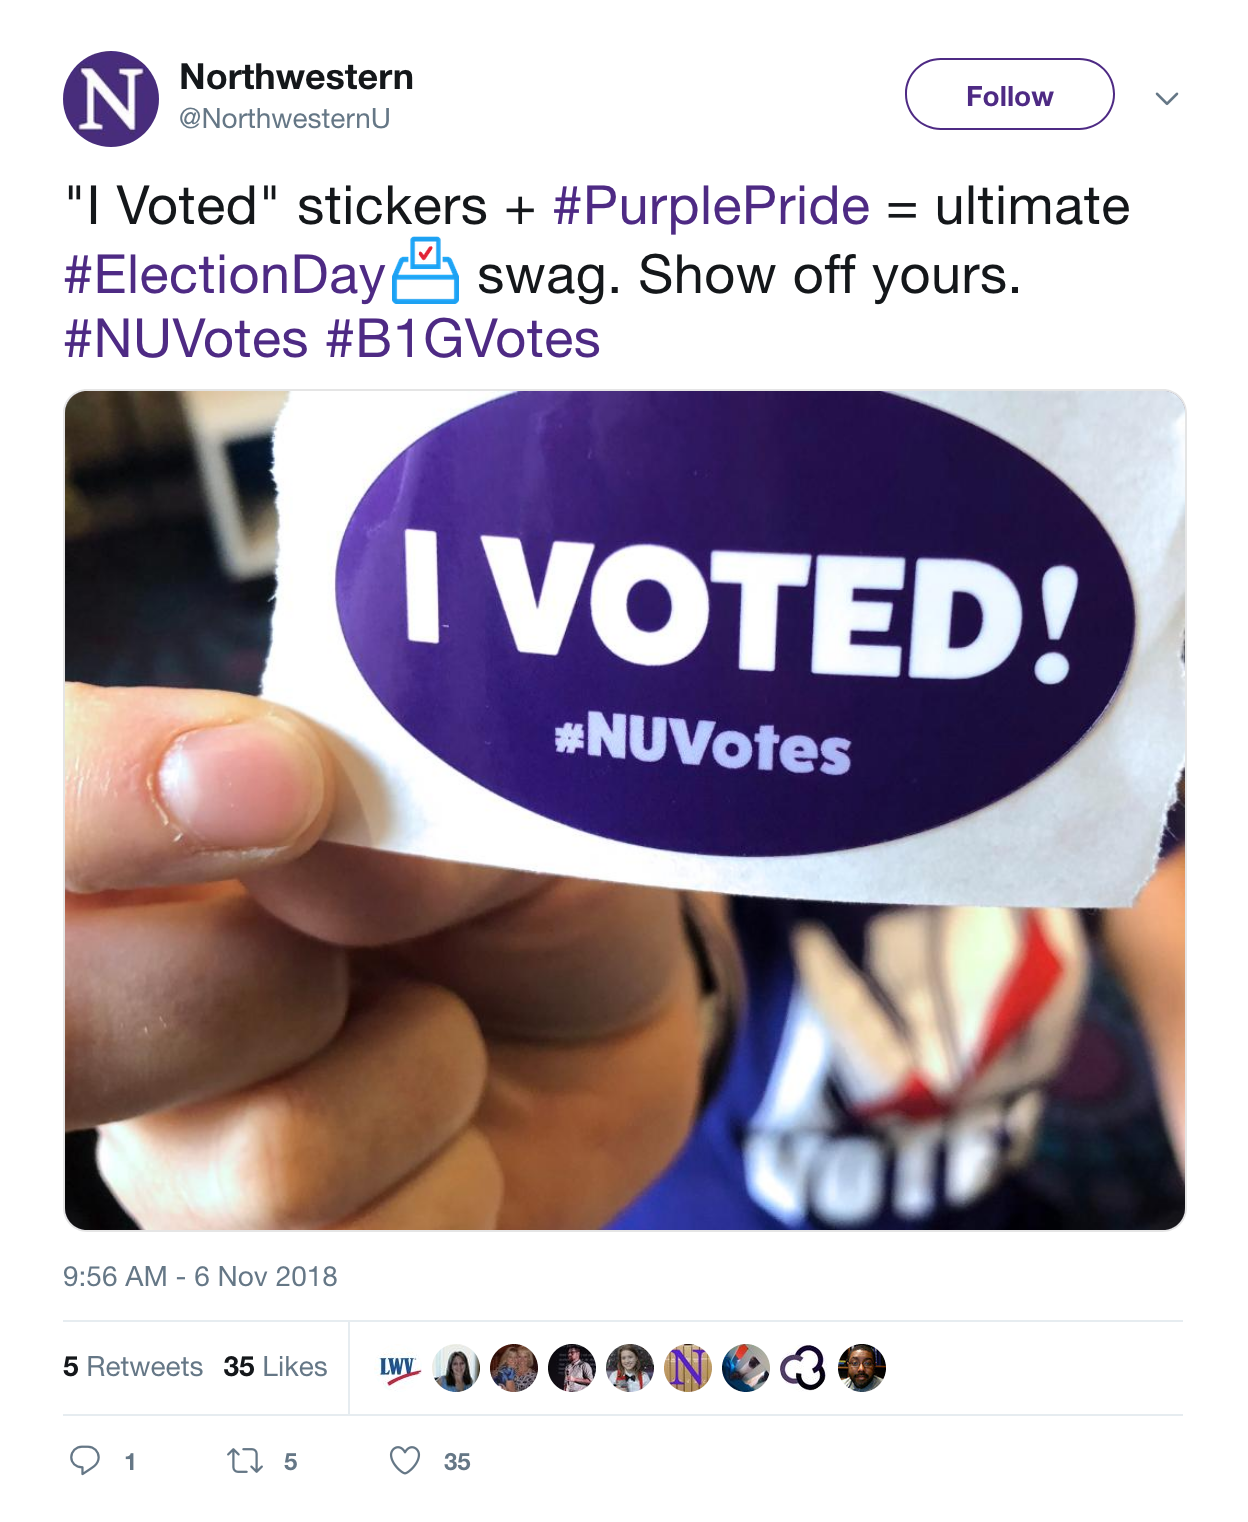 N
Northwestern
@NorthwesternU
Follow
"I Voted" stickers + #PurplePride = ultimate
#ElectionDay swag. Show off yours.
#NUVotes #B1GVotes
I VOTED!
#NUVotes
VOTE
9:56 AM - 6 Nov 2018
5 Retweets 35 Likes
LWV
N
1 5 35